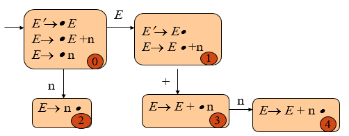 E′→ •E
E→ •E +n
E→ •n
0
E
E′→ E•
E→ E •+n
1
n
E→ n •
2
+
E→ E + •n
3
n
E→ E + n •
4